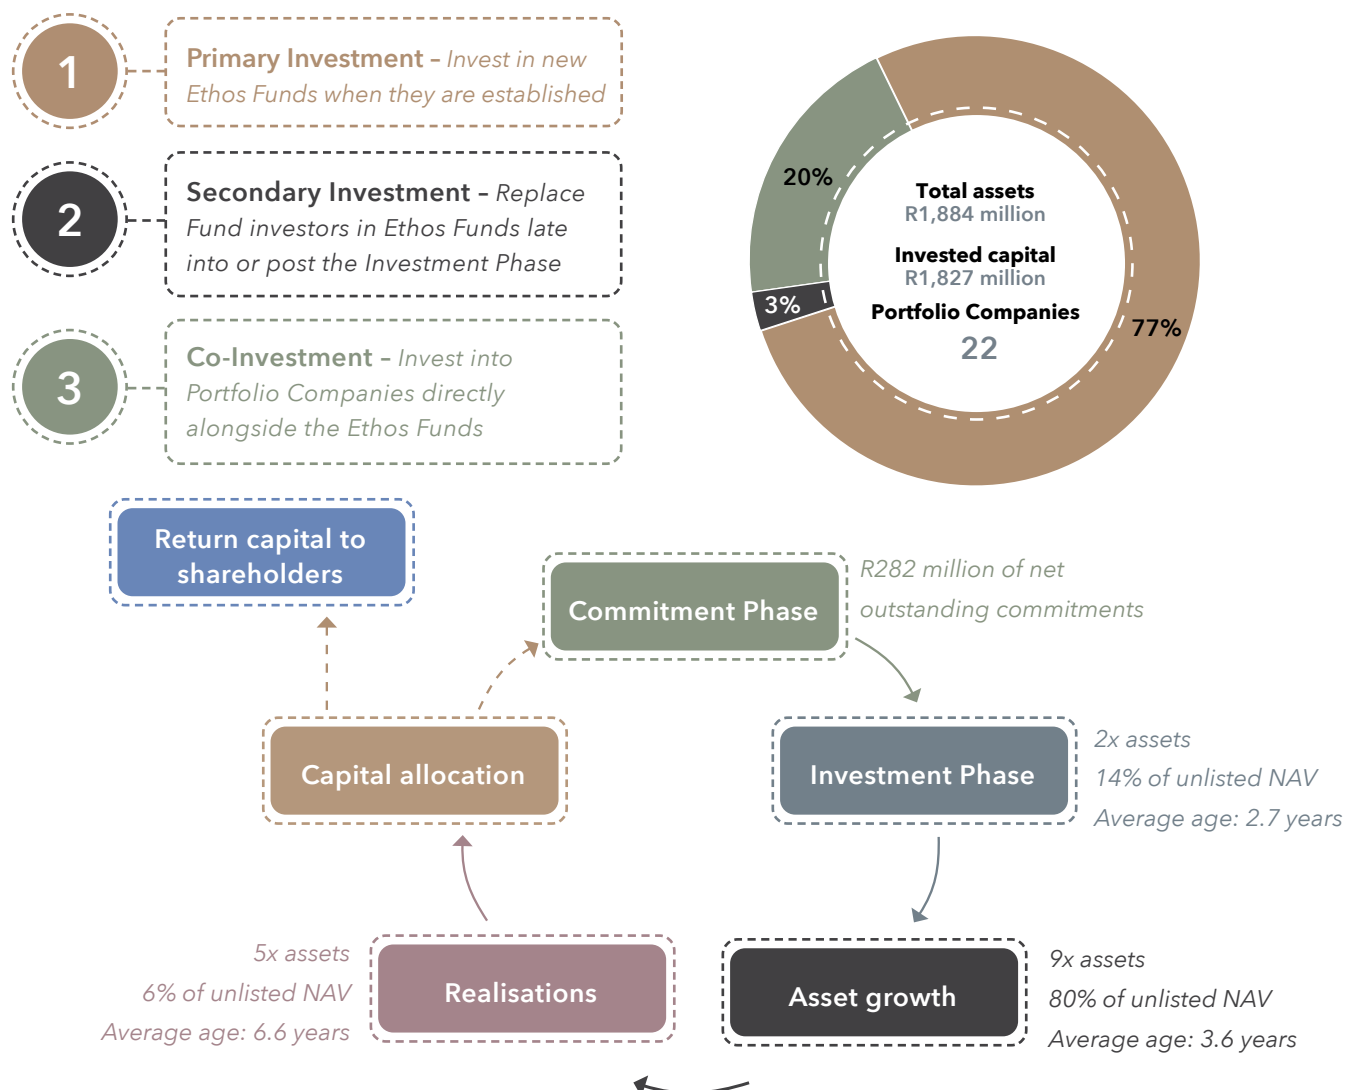 1
Primary Investment – Invest in new
Ethos Funds when they are established
2
Secondary Investment – Replace
Fund investors in Ethos Funds late
into or post the Investment Phase
3
Co-Investment – Invest into
Portfolio Companies directly
alongside the Ethos Funds
20%
3%
77%
Total assets
R1,884 million
Invested capital
R1,827 million
Portfolio Companies
22
Return capital to
shareholders
Commitment Phase
R282 million of net
outstanding commitments
Capital allocation
Investment Phase
2x assets
14% of unlisted NAV
Average age: 2.7 years
5x assets
6% of unlisted NAV
Average age: 6.6 years
Realisations
Asset growth
9x assets
80% of unlisted NAV
Average age: 3.6 years